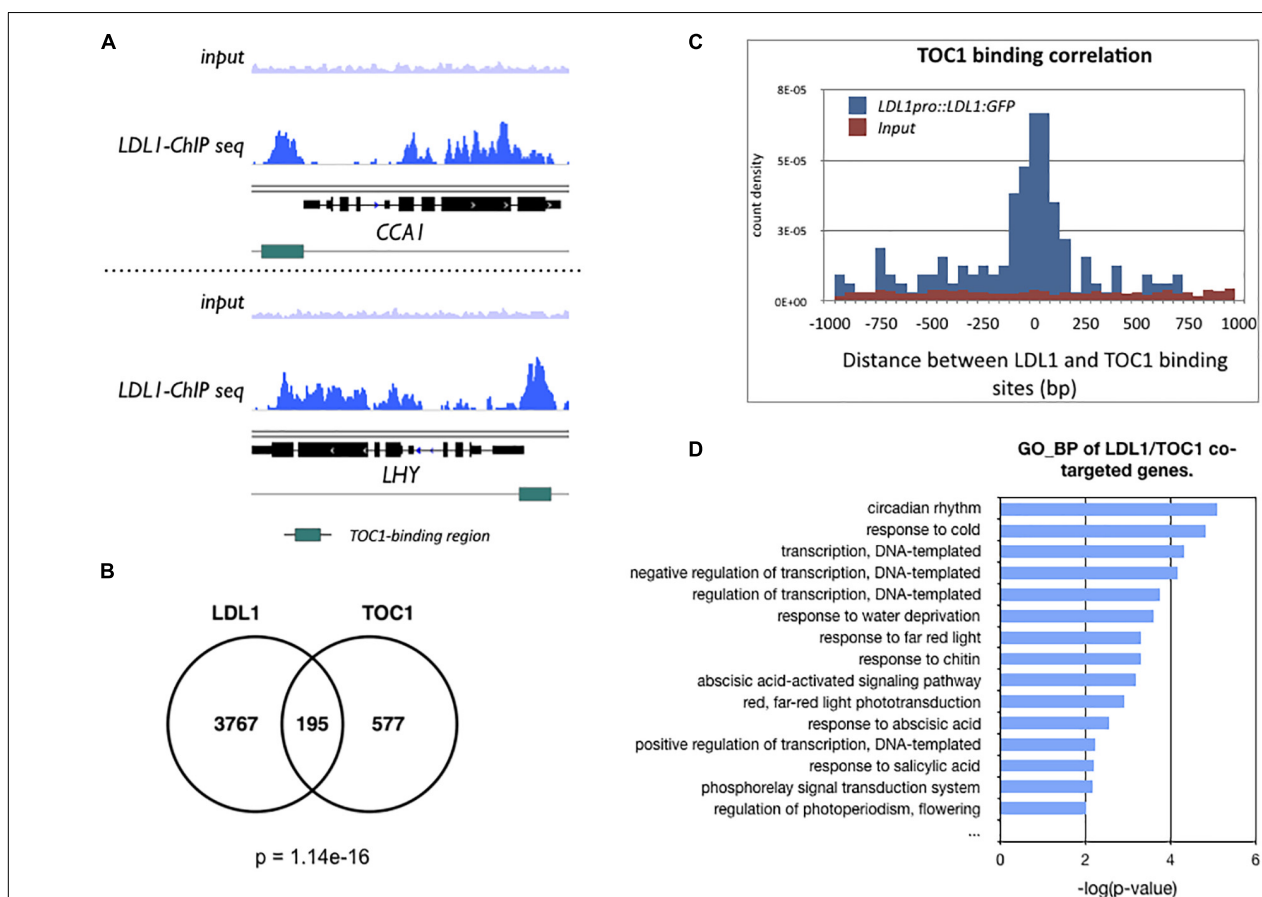 A
input
LDL1-ChIP seq
CCA1
input
LDL1-ChIP seq
LHY
TOC1-binding region
B
LDL1 TOC1
3767 195 577
p = 1.14e-16
C
TOC1 binding correlation
LDL1pro::LDL1:GFP
Input
count density
8E-05
5E-05
3E-05
0E+00
-1000 -750 -500 -250 0 250 500 750 1000
Distance between LDL1 and TOC1 binding
sites (bp)
D
GO_BP of LDL1/TOC1 co-
targeted genes.
circadian rhythm
response to cold
transcription, DNA-templated
negative regulation of transcription, DNA-templated
regulation of transcription, DNA-templated
response to water deprivation
response to far red light
response to chitin
abscisic acid-activated signaling pathway
red, far-red light phototransduction
response to abscisic acid
positive regulation of transcription, DNA-templated
response to salicylic acid
phosphorelay signal transduction system
regulation of photoperiodism, flowering
...
0 2 4 6
-log(p-value)